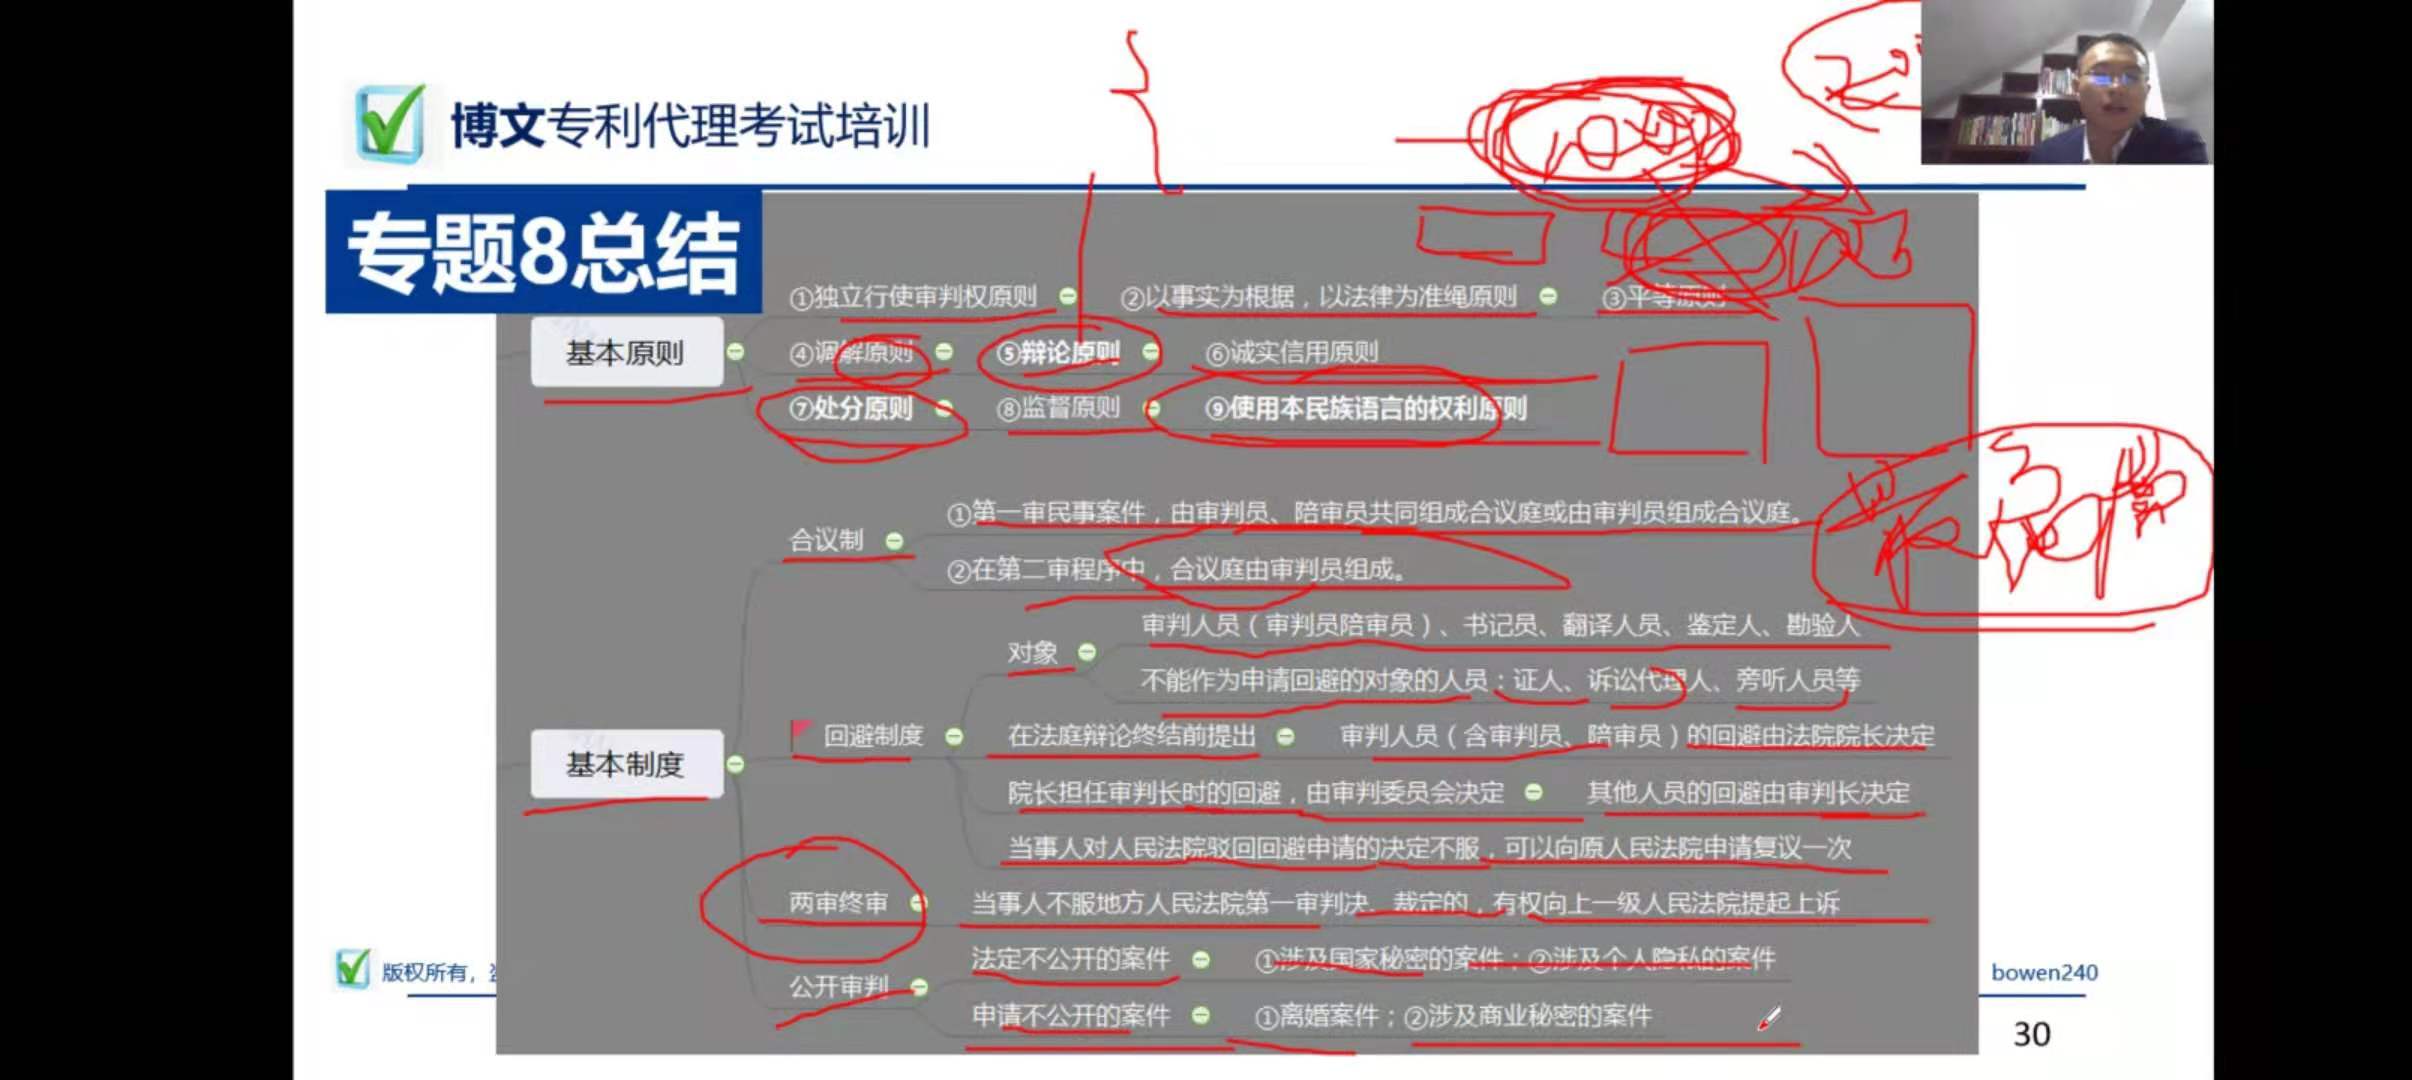 博文专利代理考试培训
专题8总结
基本原则
①独立行使审判权原则 ②以事实为根据，以法律为准绳原则 ③平等原则
④调解原则 ⑤辩论原则 ⑥诚实信用原则
⑦处分原则 ⑧监督原则 ⑨使用本民族语言的权利原则
基本制度
合议制
①第一审民事案件，由审判员、陪审员共同组成合议庭或由审判员组成合议庭。
②在第二审程序中，合议庭由审判员组成。
回避制度
对象
审判人员（审判员陪审员）、书记员、翻译人员、鉴定人、勘验人
不能作为申请回避的对象的人员：证人、诉讼代理人、旁听人员等
在法庭辩论终结前提出 审判人员（含审判员、陪审员）的回避由法院院长决定
院长担任审判长时的回避，由审判委员会决定 其他人员的回避由审判长决定
当事人对人民法院驳回回避申请的决定不服，可以向原人民法院申请复议一次
两审终审 当事人不服地方人民法院第一审判决、裁定的，有权向上一级人民法院提起上诉
公开审判
法定不公开的案件 ①涉及国家秘密的案件；②涉及个人隐私的案件
申请不公开的案件 ①离婚案件；②涉及商业秘密的案件
版权所有，
bowen240
30